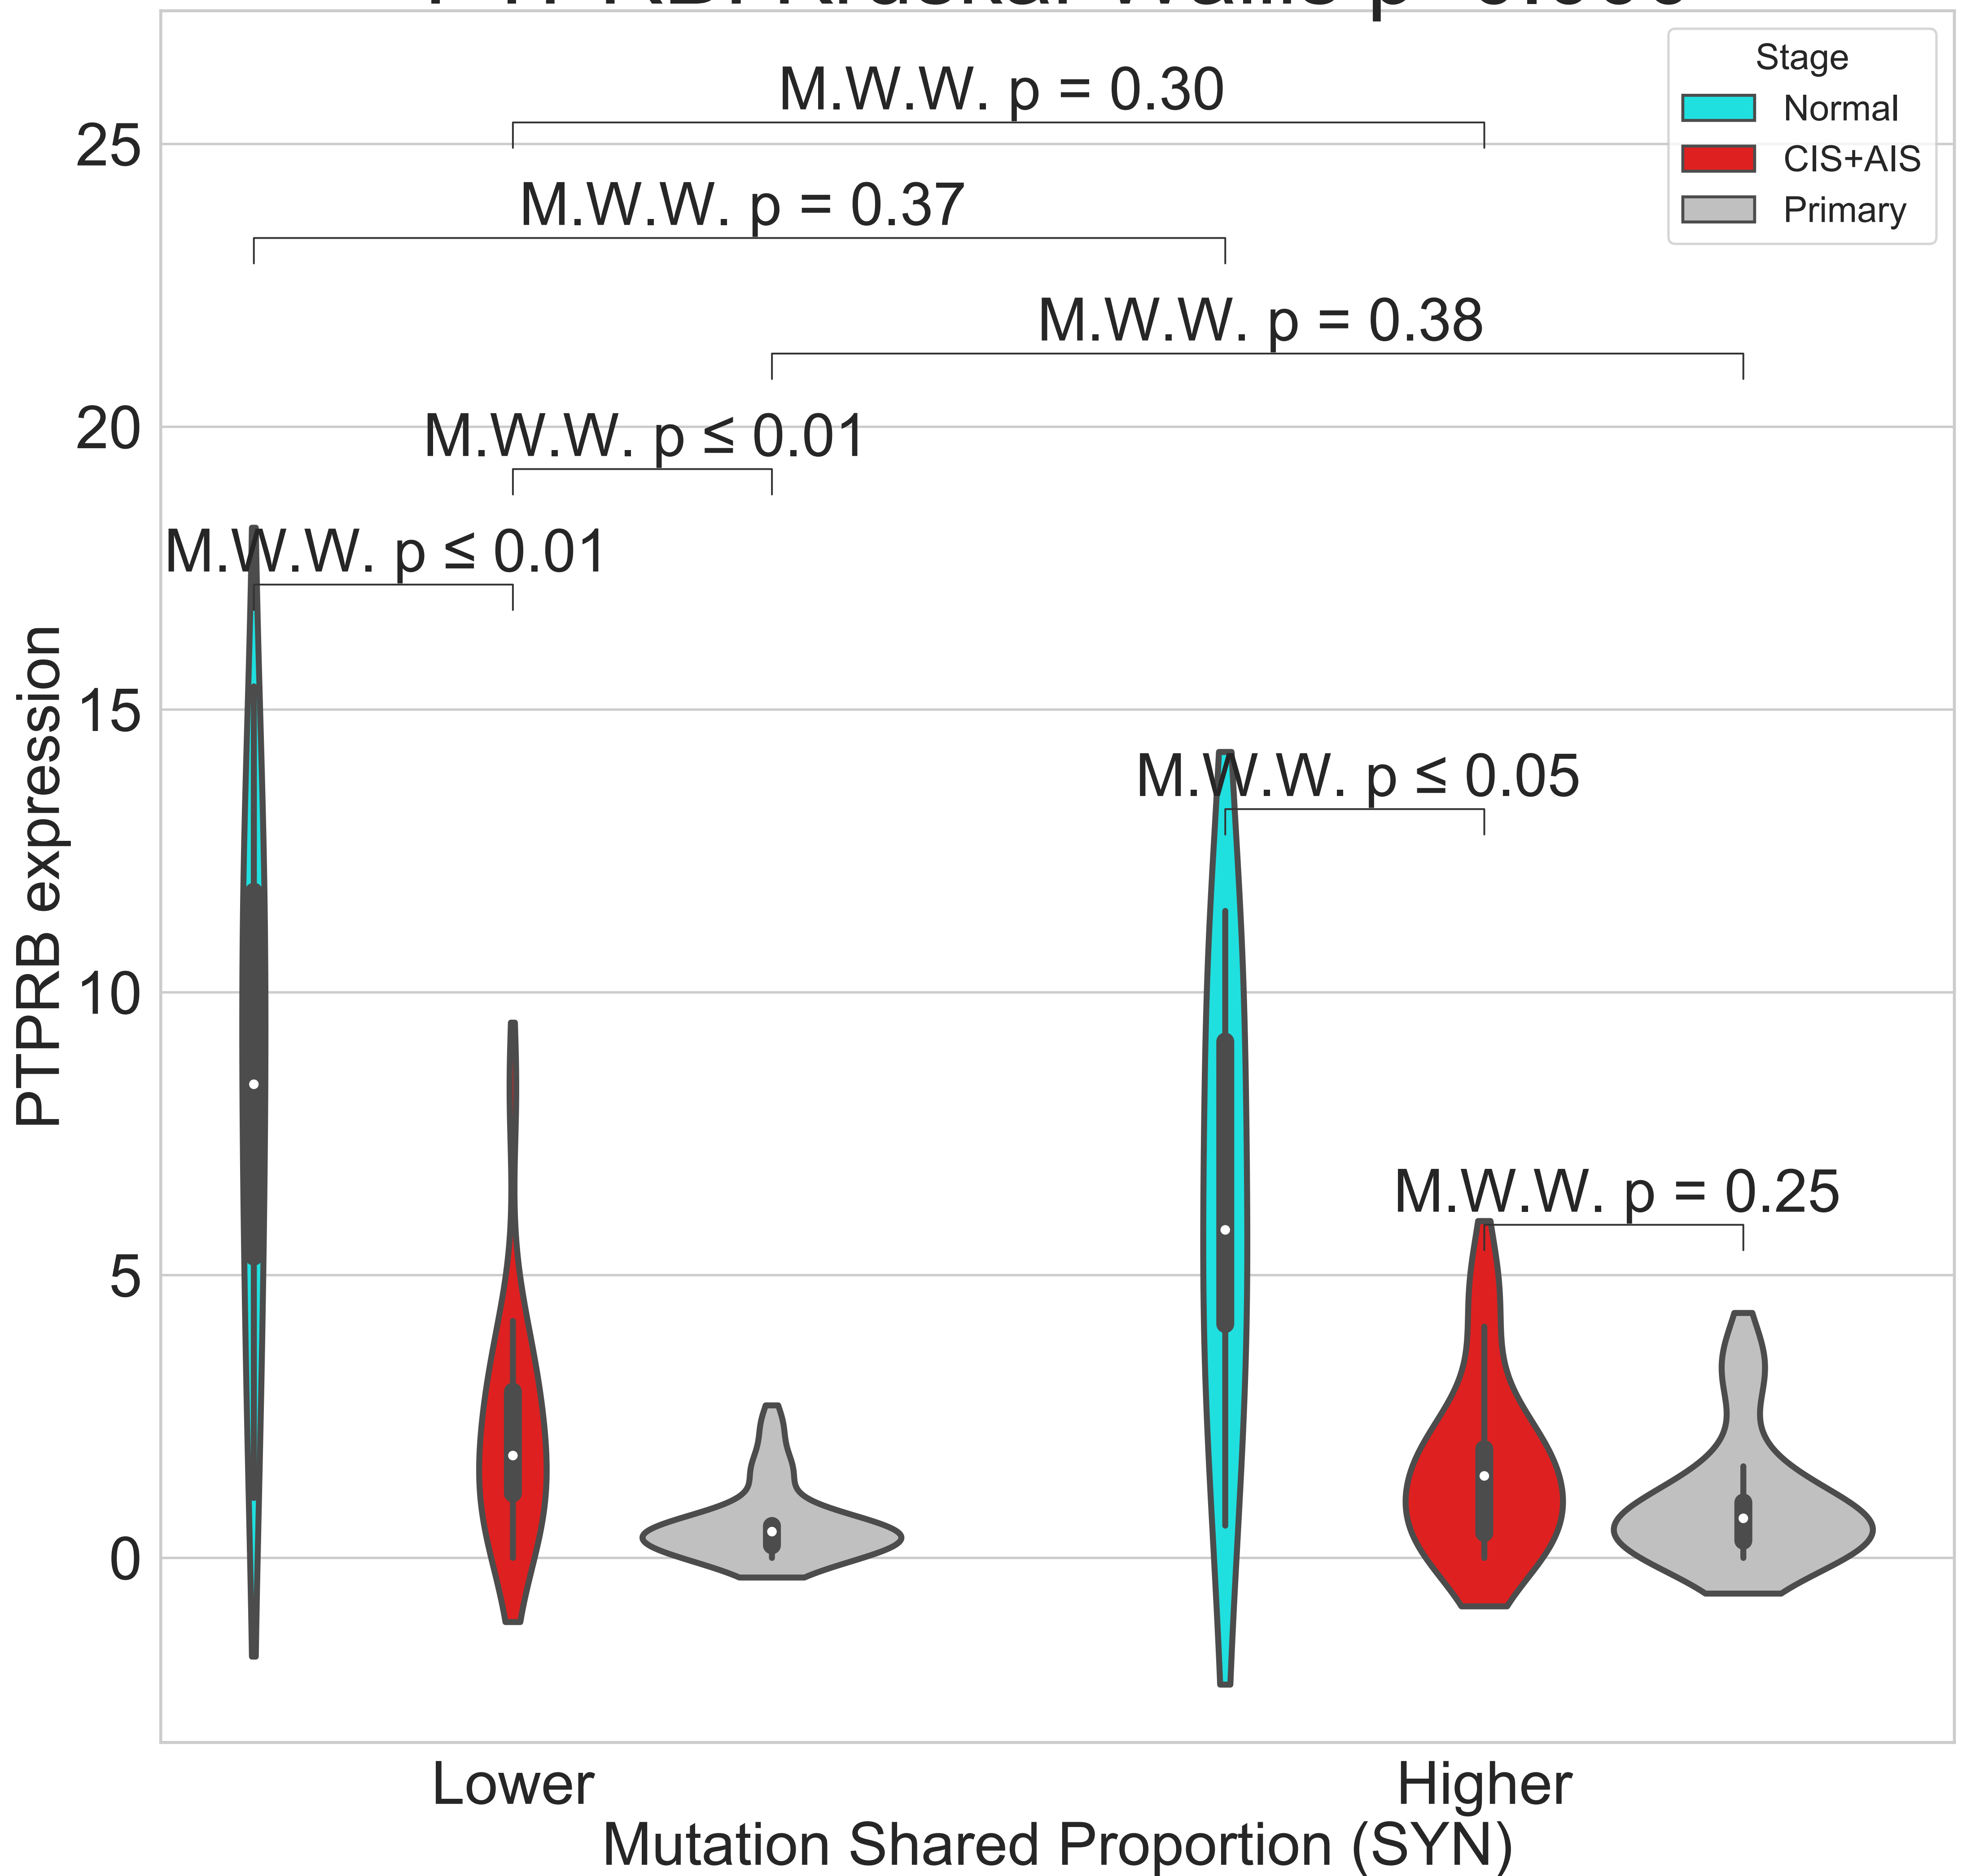 Stage
Normal
CIS+AIS
Primary
M.W.W. p = 0.30
M.W.W. p = 0.37
M.W.W. p = 0.38
M.W.W. p ≤ 0.01
M.W.W. p ≤ 0.01
M.W.W. p ≤ 0.05
M.W.W. p = 0.25
PTPRB expression
25
20
15
10
5
0
Lower
Higher
Mutation Shared Proportion (SYN)